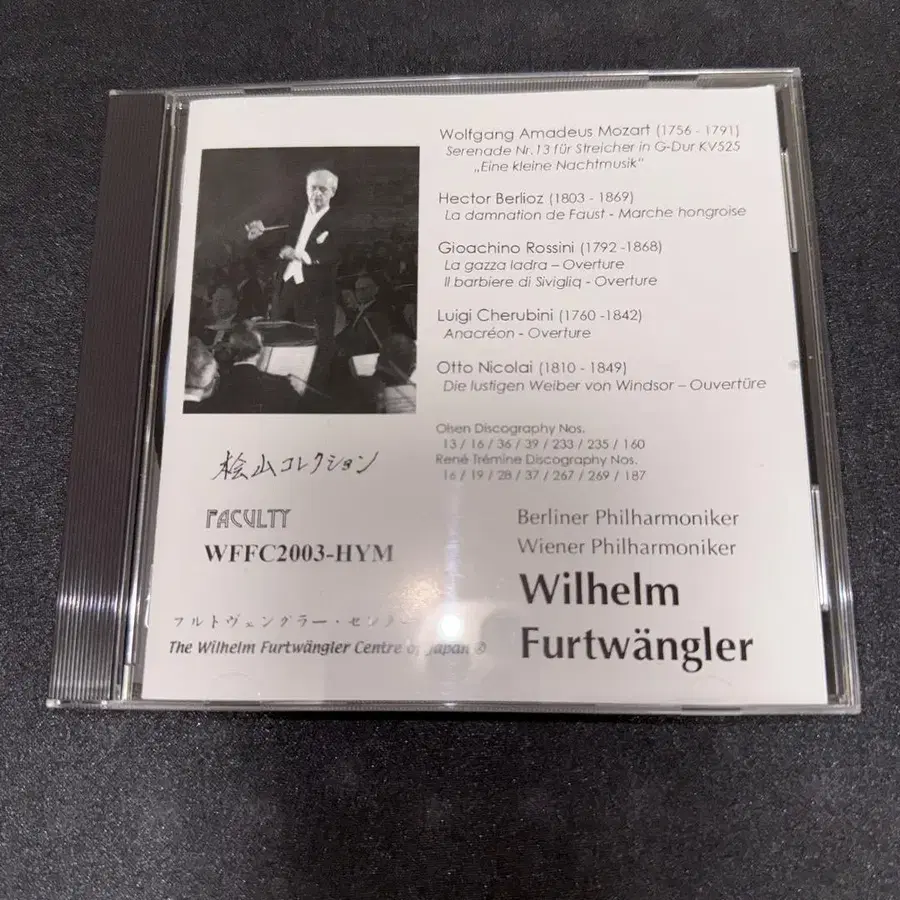 Wolfgang Amadeus Mozart (1756 - 1791)
Serenade Nr.13 für Streicher in G-Dur KV525
„Eine kleine Nachtmusik"
Hector Berlioz (1803 - 1869)
La damnation de Faust - Marche hongroise
Gioachino Rossini (1792 -1868)
La gazza ladra – Overture
Il barbiere di Sivigliq - Overture
Luigi Cherubini (1760 -1842)
Anacréon - Overture
Otto Nicolai (1810 - 1849)
Die lustigen Weiber von Windsor – Ouvertüre
Olsen Discography Nos.
13 / 16 / 36 / 39 / 233 / 235 / 160
René Trémine Discography Nos.
16 / 19 / 28 / 37 / 267 / 269 / 187
桧山コレクション
FACULTY
WFFC2003-HYM
フルトヴェングラー・センター
The Wilhelm Furtwängler Centre of Japan ®
Berliner Philharmoniker
Wiener Philharmoniker
Wilhelm
Furtwängler